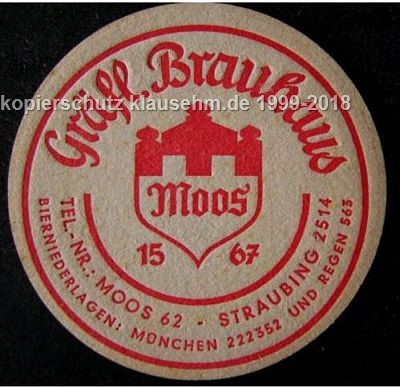 Gräfl. Brauhaus
kopierschutz klausehm.de 1999-2018
Moos
15 67
TEL.-NR.: MOOS 62 - STRAUBING 2514
BIERNIEDERLAGEN: MÜNCHEN 222352 UND REGEN 563